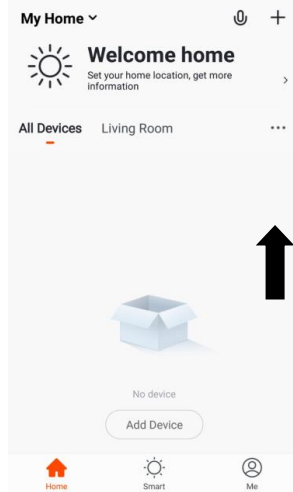 My Home
Welcome home
Set your home location, get more
information
All Devices Living Room
No device
Add Device
Home Smart Me